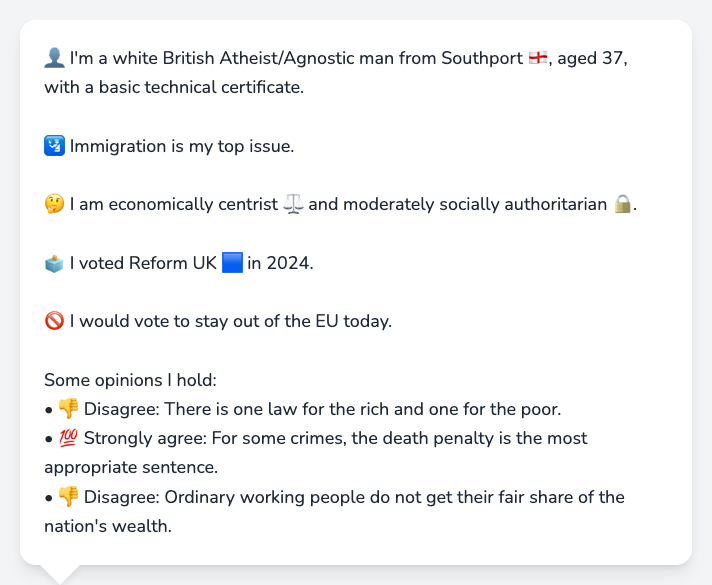 👤 I'm a white British Atheist/Agnostic man from Southport 🏴󠁧󠁢󠁥󠁮󠁧󠁿, aged 37,
with a basic technical certificate.
🛂 Immigration is my top issue.
🤔 I am economically centrist ⚖️ and moderately socially authoritarian 🔒.
🗳️ I voted Reform UK 🟦 in 2024.
🚫 I would vote to stay out of the EU today.
Some opinions I hold:
• 👎 Disagree: There is one law for the rich and one for the poor.
• 💯 Strongly agree: For some crimes, the death penalty is the most
appropriate sentence.
• 👎 Disagree: Ordinary working people do not get their fair share of the
nation's wealth.